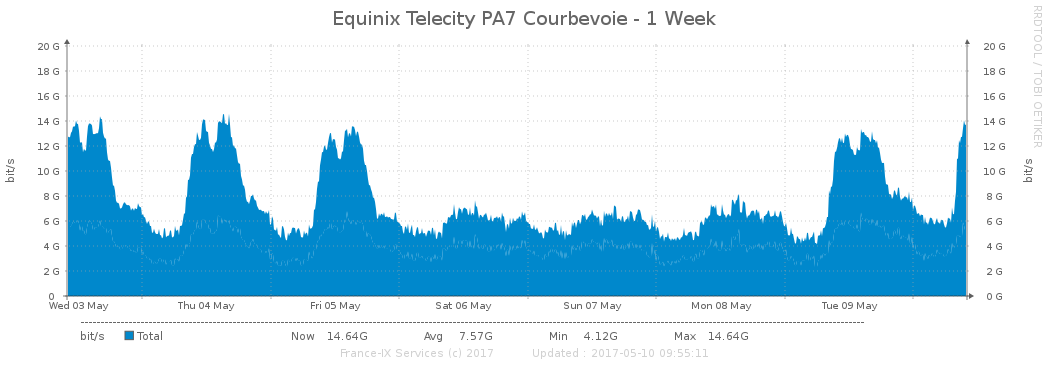 Equinix Telecity PA7 Courbevoie - 1 Week
RRDTOOL / TOBI OETIKER
bit/s
20 G 20 G
18 G 18 G
16 G 16 G
14 G 14 G
12 G 12 G
10 G 10 G
8 G 8 G
6 G 6 G
4 G 4 G
2 G 2 G
0 0 G
bit/s
Wed 03 May Thu 04 May Fri 05 May Sat 06 May Sun 07 May Mon 08 May Tue 09 May
bit/s Total Now 14.64G Avg 7.57G Min 4.12G Max 14.64G
France-IX Services (c) 2017 Updated : 2017-05-10 09:55:11